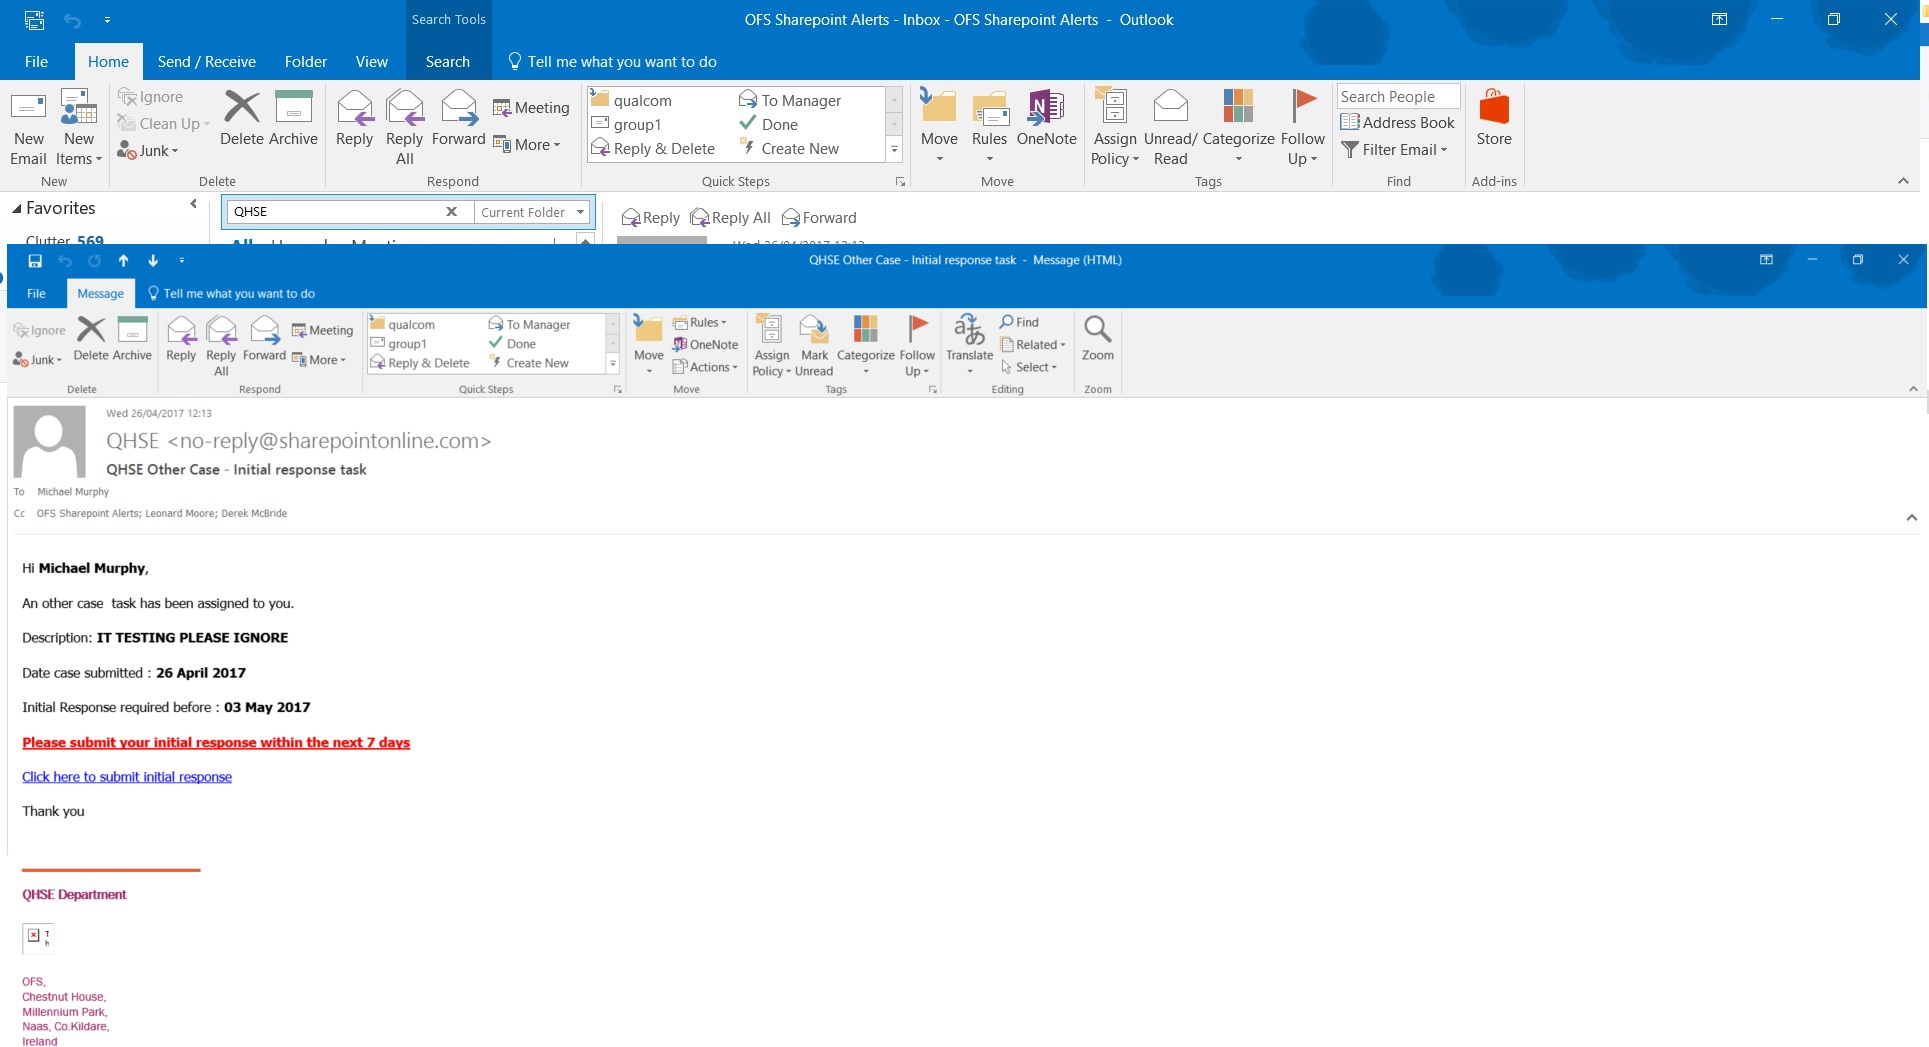 Search Tools
OFS Sharepoint Alerts - Inbox - OFS Sharepoint Alerts - Outlook
File Home Send / Receive Folder View Search Tell me what you want to do
New Email
New Items
Ignore
Clean Up
Junk
Delete
Archive
Reply
Reply All
Forward
Meeting
More
qualcom
group1
Reply & Delete
To Manager
Done
Create New
Move
Rules
OneNote
Assign Policy
Unread/ Read
Categorize
Follow Up
Search People
Address Book
Filter Email
Store
New
Delete
Respond
Quick Steps
Move
Tags
Find
Add-ins
Favorites
QHSE
Current Folder
Reply Reply All Forward
Clutter 569
Wed 26/04/2017 12:13
QHSE Other Case - Initial response task - Message (HTML)
File Message Tell me what you want to do
Ignore
Junk
Delete
Archive
Reply
Reply All
Forward
Meeting
More
qualcom
group1
Reply & Delete
To Manager
Done
Create New
Move
Rules
OneNote
Actions
Assign Policy
Mark Unread
Categorize
Follow Up
Translate
Find
Related
Select
Zoom
Delete
Respond
Quick Steps
Move
Tags
Editing
Zoom
Wed 26/04/2017 12:13
QHSE <no-reply@sharepointonline.com>
QHSE Other Case - Initial response task
To Michael Murphy
Cc OFS Sharepoint Alerts; Leonard Moore; Derek McBride
Hi Michael Murphy,
An other case  task has been assigned to you.
Description: IT TESTING PLEASE IGNORE
Date case submitted : 26 April 2017
Initial Response required before : 03 May 2017
Please submit your initial response within the next 7 days
Click here to submit initial response
Thank you
QHSE Department
OFS,
Chestnut House,
Millennium Park,
Naas, Co.Kildare,
Ireland